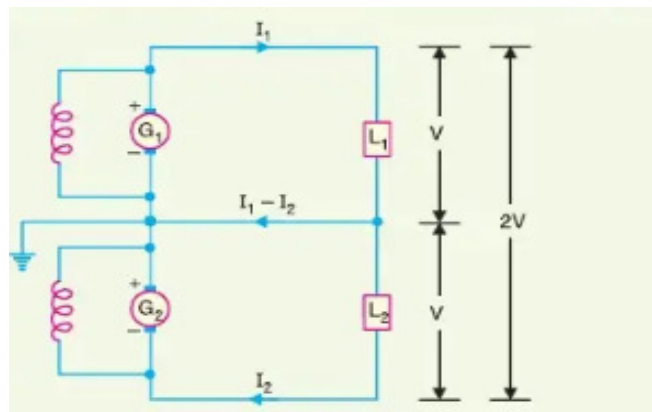 I₁
+
G₁
−
L₁
V
I₁ − I₂
2V
+
G₂
−
L₂
V
I₂